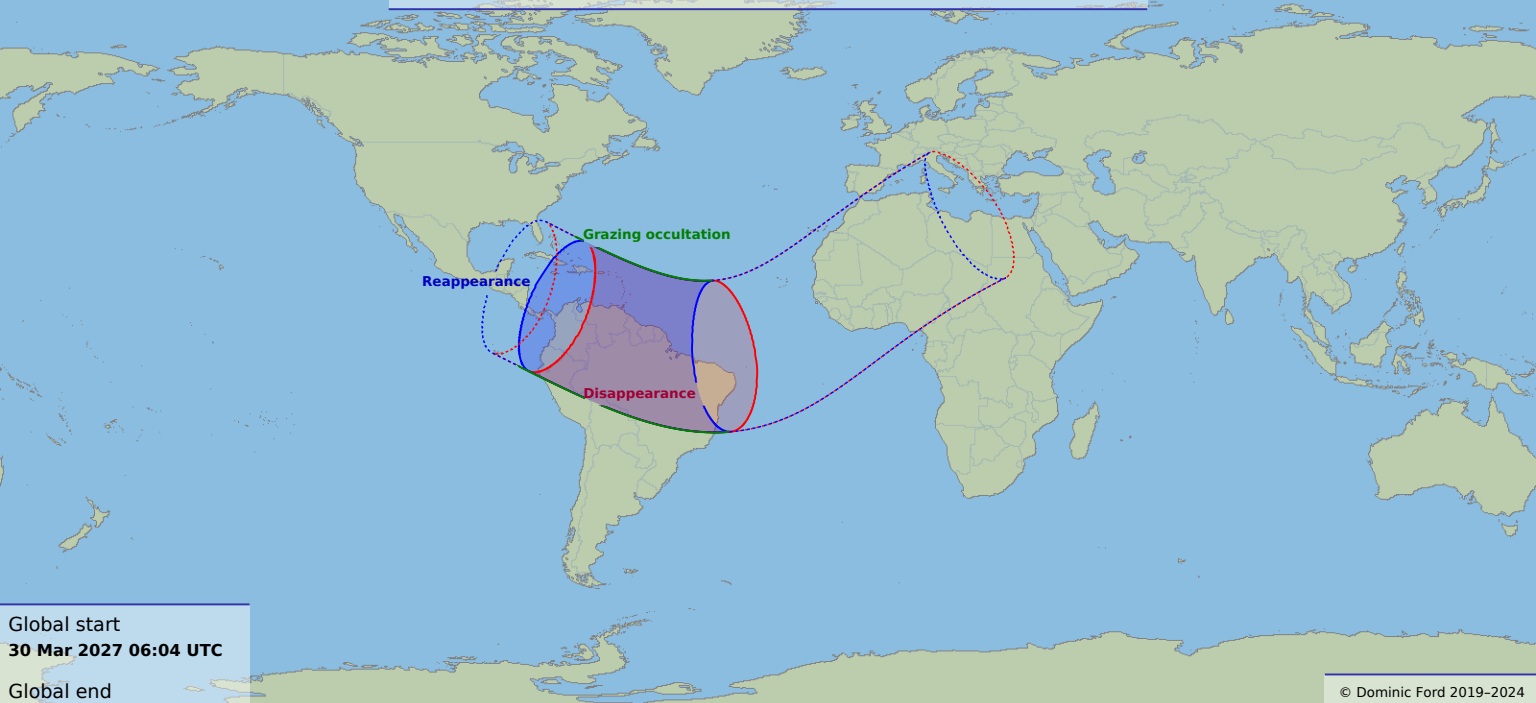 Grazing occultation
Reappearance
Disappearance
Global start
30 Mar 2027 06:04 UTC
Global end
© Dominic Ford 2019–2024